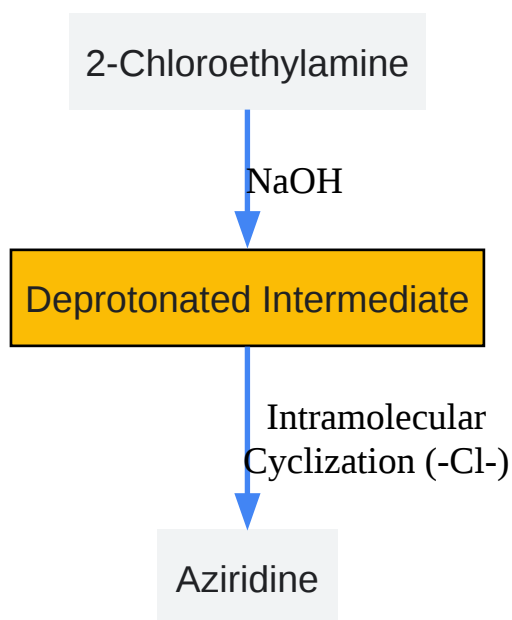 2-Chloroethylamine
NaOH
Deprotonated Intermediate
Intramolecular
Cyclization (-Cl-)
Aziridine